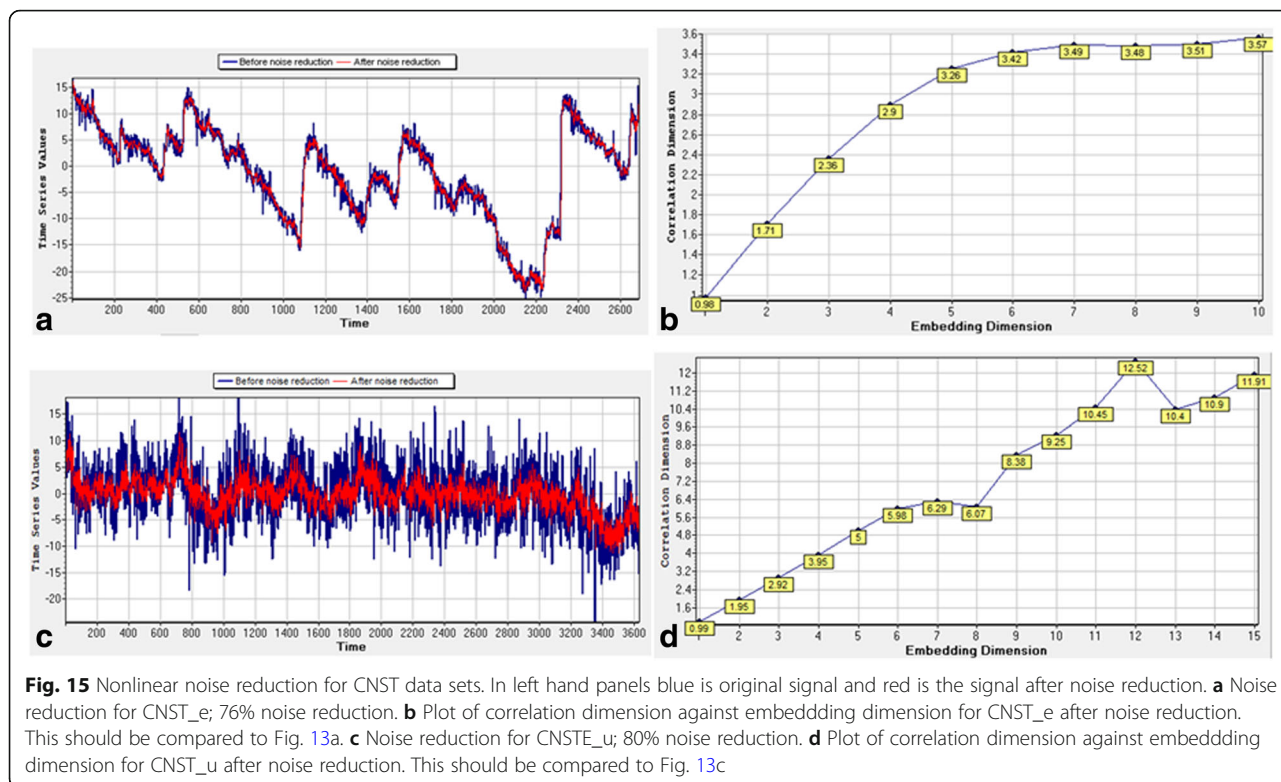 Before noise reduction After noise reduction
Time Series Values
15
10
5
0
-5
-10
-15
-20
-25
200 400 600 800 1000 1200 1400 1600 1800 2000 2200 2400 2600
Time
a
Correlation Dimension
3.6
3.2
2.8
2.4
2
1.6
1.2
1
0.98 1.71 2.36 2.9 3.26 3.42 3.49 3.48 3.51 3.57
2 3 4 5 6 7 8 9 10
Embedding Dimension
b
Before noise reduction After noise reduction
Time Series Values
15
10
5
0
-5
-10
-15
-20
200 400 600 800 1000 1200 1400 1600 1800 2000 2200 2400 2600 2800 3000 3200 3400 3600
Time
c
Correlation Dimension
12
11.2
10.4
9.6
8.8
8
7.2
6.4
5.6
4.8
4
3.2
2.4
1.6
0.99 1.95 2.92 3.95 5 5.98 6.29 6.07 8.38 9.25 10.45 12.52 10.4 10.9 11.91
2 3 4 5 6 7 8 9 10 11 12 13 14 15
Embedding Dimension
d
Fig. 15 Nonlinear noise reduction for CNST data sets. In left hand panels blue is original signal and red is the signal after noise reduction. a Noise
reduction for CNST_e; 76% noise reduction. b Plot of correlation dimension against embeddding dimension for CNST_e after noise reduction.
This should be compared to Fig. 13a. c Noise reduction for CNSTE_u; 80% noise reduction. d Plot of correlation dimension against embeddding
dimension for CNST_u after noise reduction. This should be compared to Fig. 13c